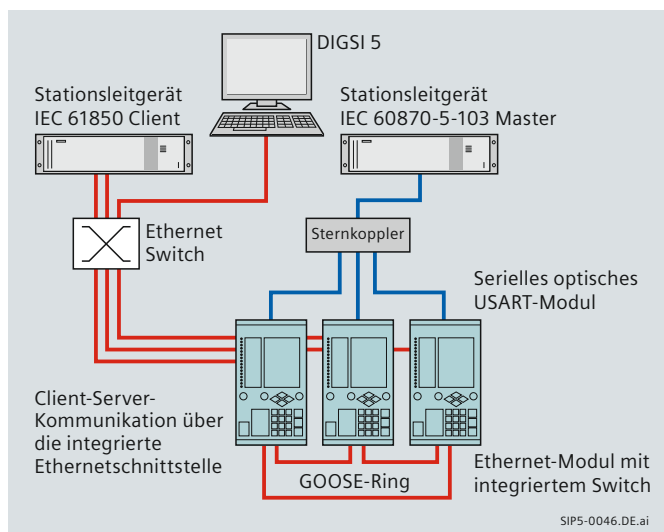 DIGSI 5
Stationsleitgerät
IEC 61850 Client
Stationsleitgerät
IEC 60870-5-103 Master
Ethernet
Switch
Sternkoppler
Serielles optisches
USART-Modul
Client-Server-
Kommunikation über
die integrierte
Ethernetschnittstelle
GOOSE-Ring
Ethernet-Modul mit
integriertem Switch
SIP5-0046.DE.ai